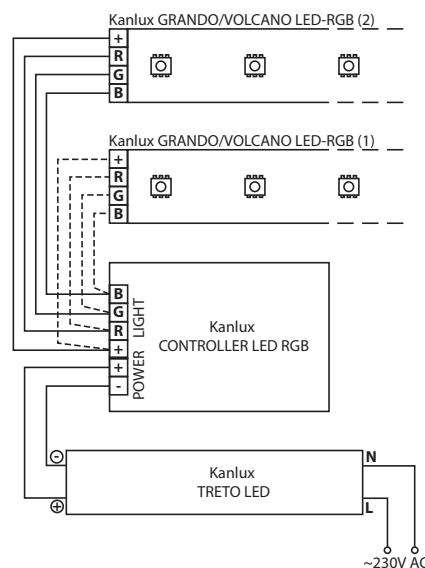 Kanlux GRANDO/VOLCANO LED-RGB (2)
+
R
G
B
Kanlux GRANDO/VOLCANO LED-RGB (1)
+
R
G
B
B
G
R
+
+
-
LIGHT
POWER
Kanlux
CONTROLLER LED RGB
Kanlux
TRETO LED
-
+
N
L
~230V AC